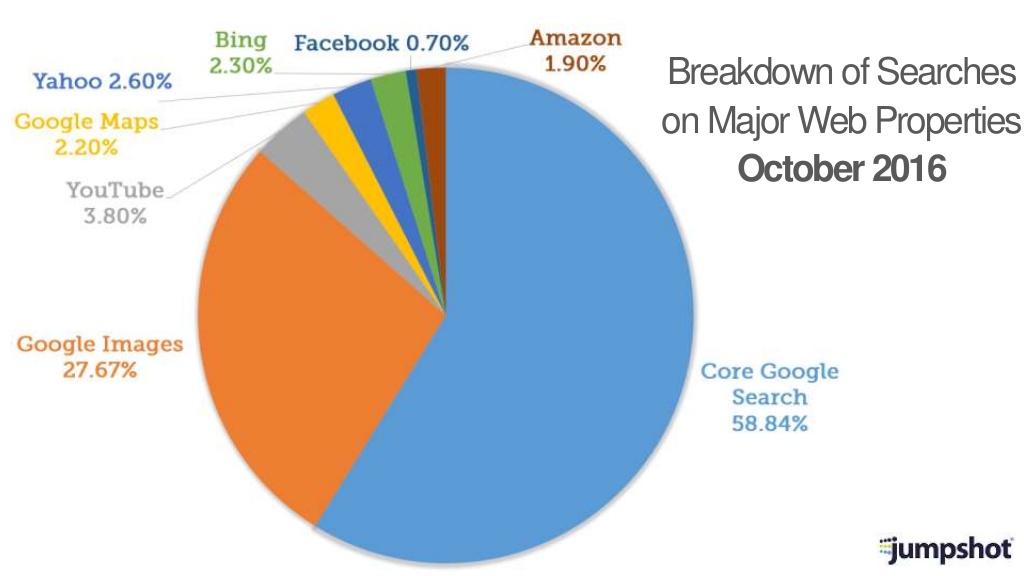 Breakdown of Searches
on Major Web Properties
October 2016
Bing
2.30%
Facebook 0.70%
Amazon
1.90%
Yahoo 2.60%
Google Maps
2.20%
YouTube
3.80%
Google Images
27.67%
Core Google
Search
58.84%
jumpshot